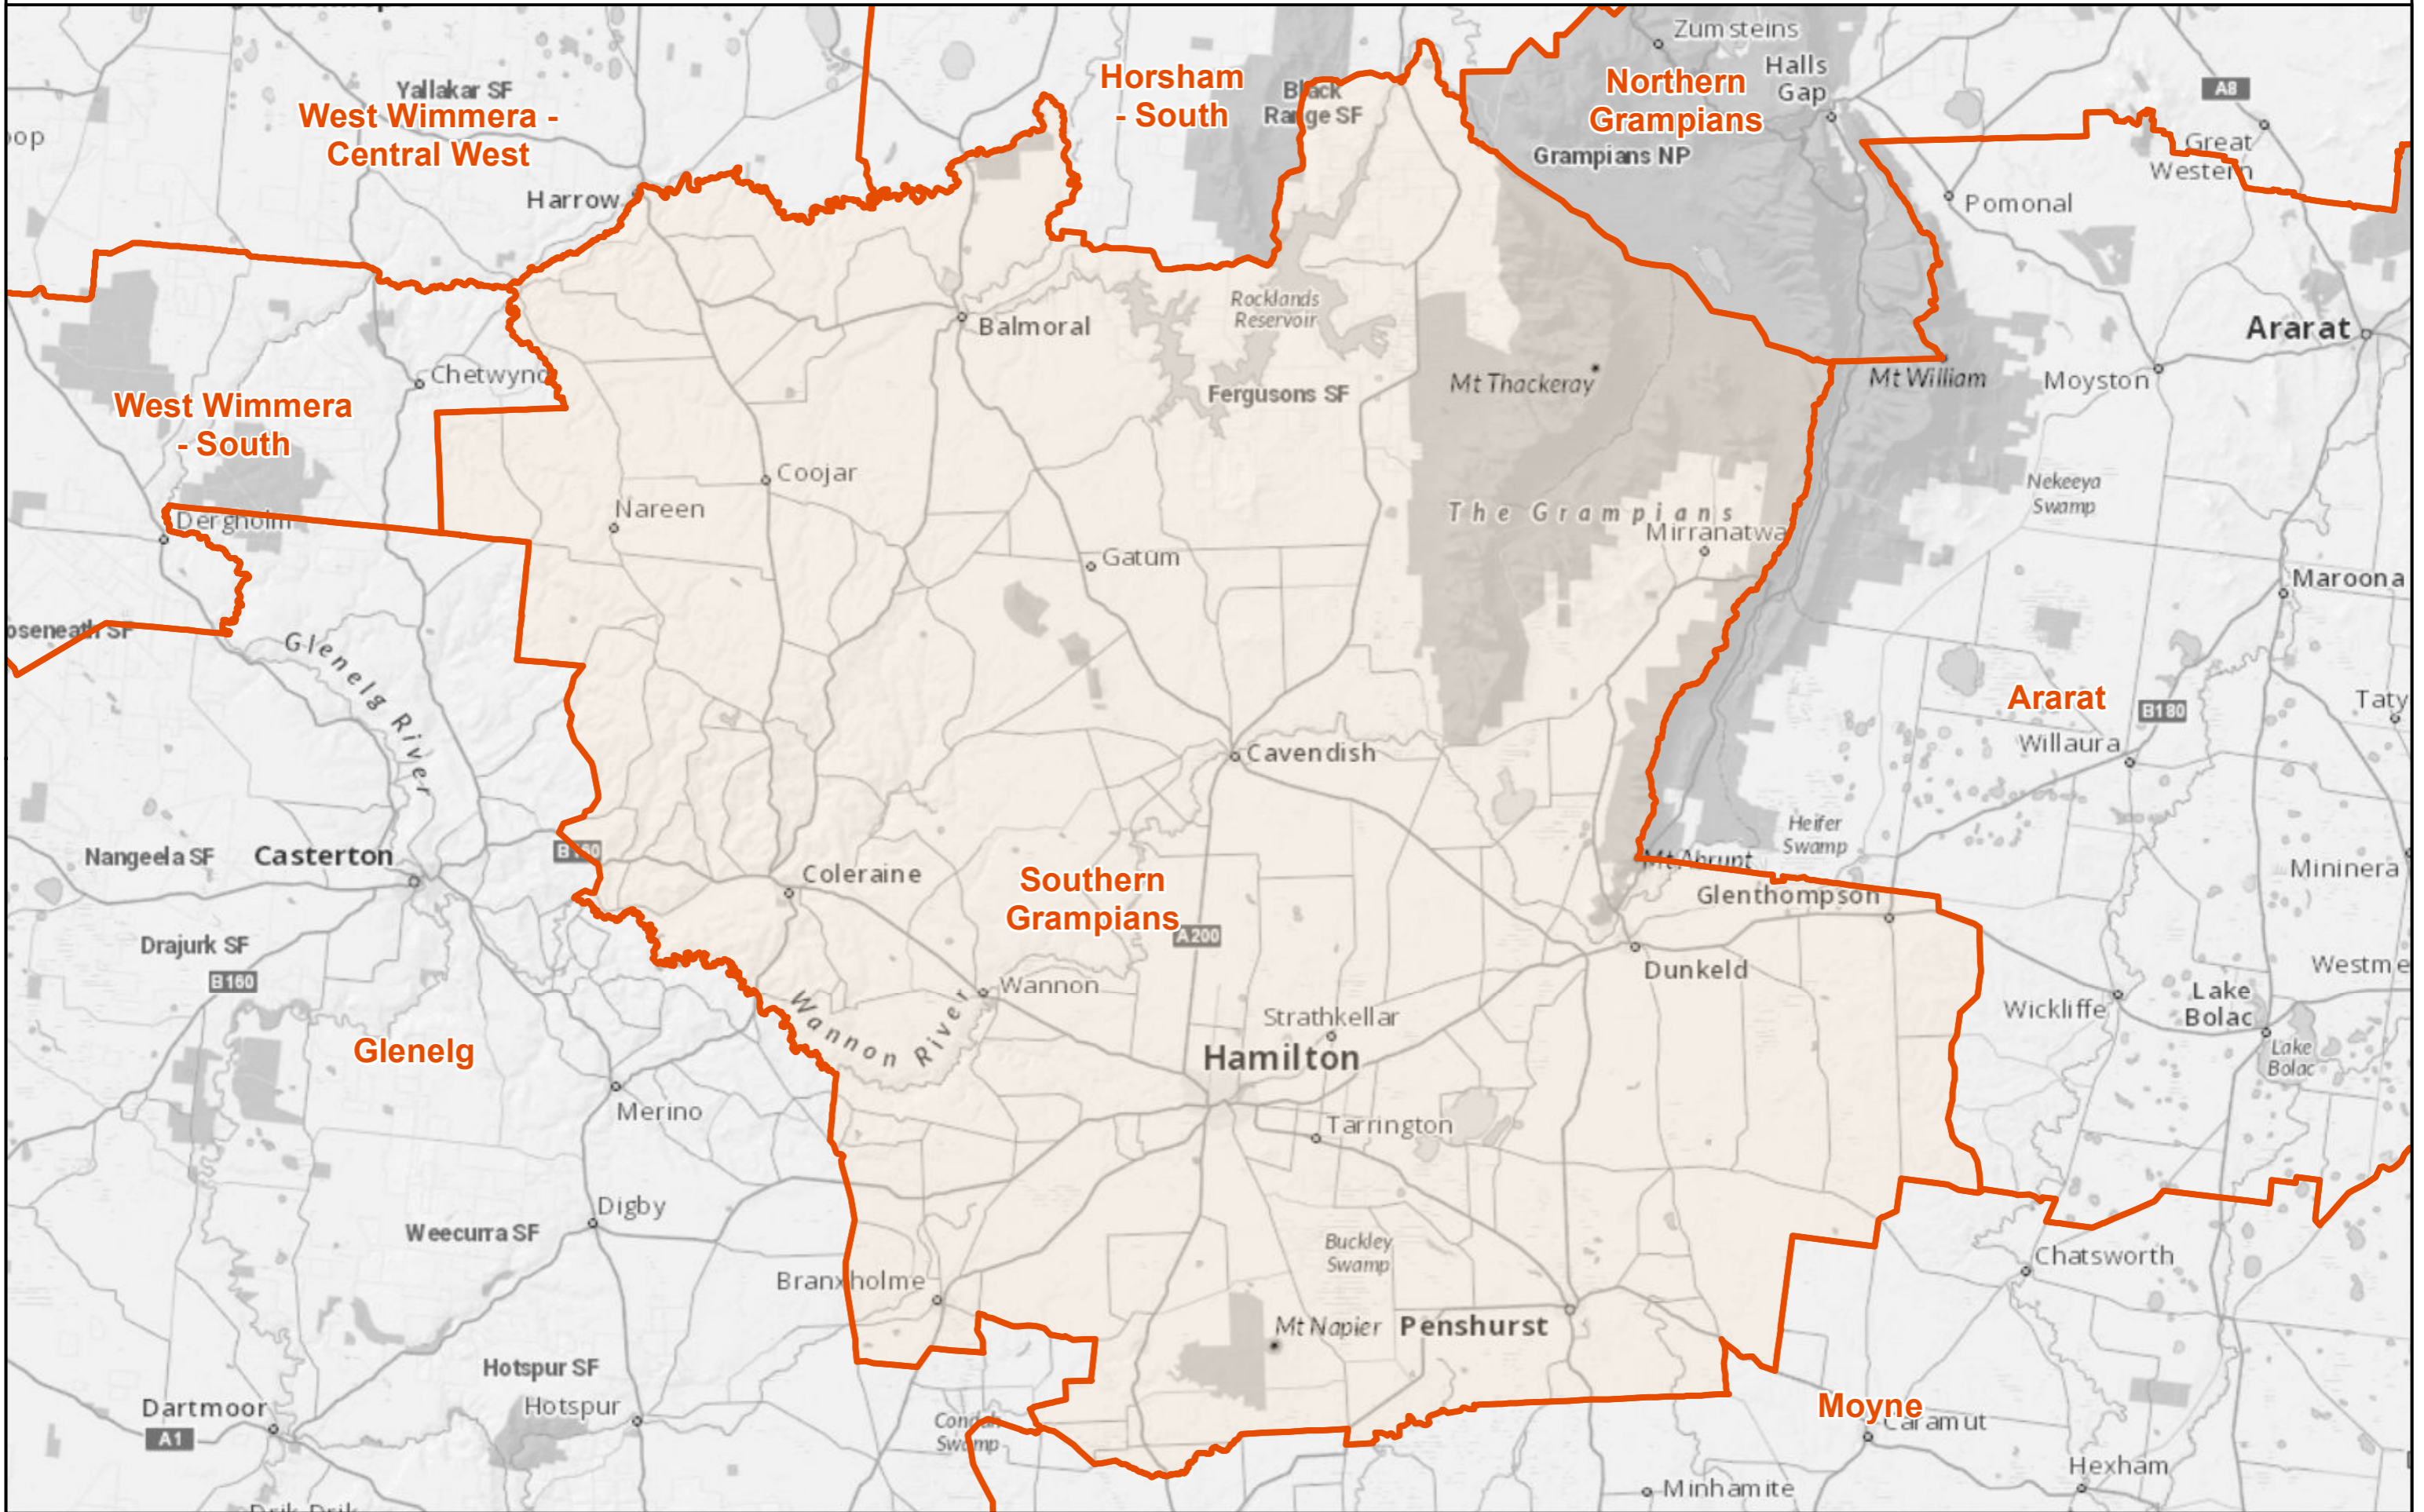 Zumsteins
Halls
Gap
A8
Horsham
- South
Northern
Grampians
Black
Range SF
Yallakar SF
West Wimmera -
Central West
Great
Western
Grampians NP
Harrow
Pomonal
Rocklands
Reservoir
Balmoral
Ararat
Chetwynd
Mt Thackeray
Mt William
Moyston
Fergusons SF
West Wimmera
- South
Coojar
Nekeeya
Swamp
Nareen
The Grampians
Dergholm
Mirranatwa
Gatum
Maroona
Glenelg River
Ararat
B180
Taty
Willaura
Cavendish
Heifer
Swamp
Nangeela SF
Casterton
B160
Mt Abrupt
Mininera
Coleraine
Southern
Grampians
Glenthompson
A200
Drajurk SF
Dunkeld
Westme
B160
Wannon
Wickliffe
Lake
Bolac
Wannon River
Strathkellar
Glenelg
Hamilton
Lake
Bolac
Merino
Tarrington
Digby
Weecurra SF
Buckley
Swamp
Chatsworth
Branxholme
Mt Napier
Penshurst
Hotspur SF
Dartmoor
Hotspur
Moyne
A1
Swamp
Caramut
Hexham
Minhamite